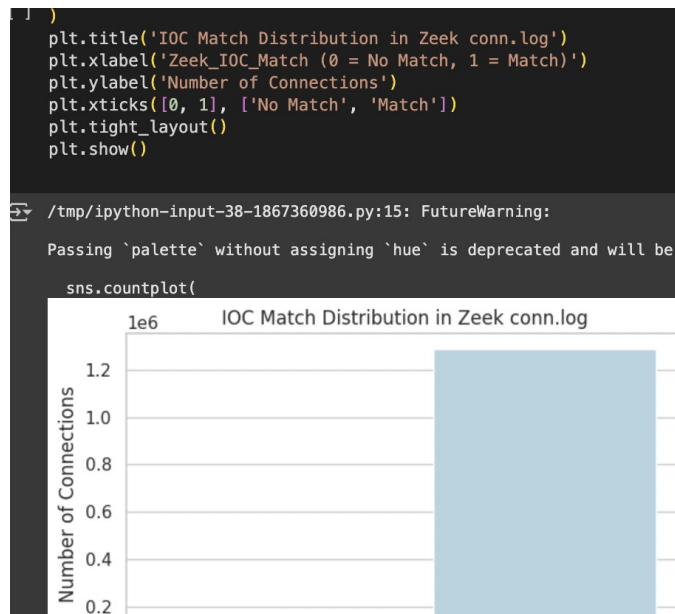 )
plt.title('IOC Match Distribution in Zeek conn.log')
plt.xlabel('Zeek_IOC_Match (0 = No Match, 1 = Match)')
plt.ylabel('Number of Connections')
plt.xticks([0, 1], ['No Match', 'Match'])
plt.tight_layout()
plt.show()
/tmp/ipython-input-38-1867360986.py:15: FutureWarning:
Passing `palette` without assigning `hue` is deprecated and will be
sns.countplot(
IOC Match Distribution in Zeek conn.log
1e6
1.2
1.0
0.8
0.6
0.4
0.2
Number of Connections